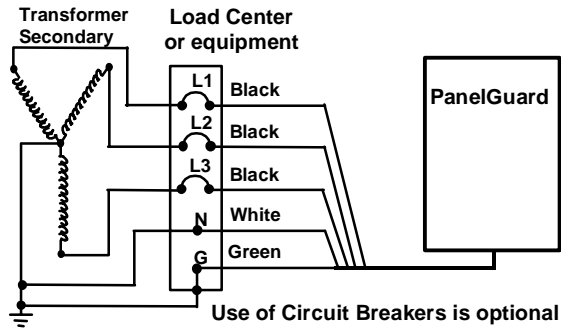 Transformer
Secondary
Load Center
or equipment
L1
Black
L2
Black
L3
Black
N
White
G
Green
PanelGuard
Use of Circuit Breakers is optional